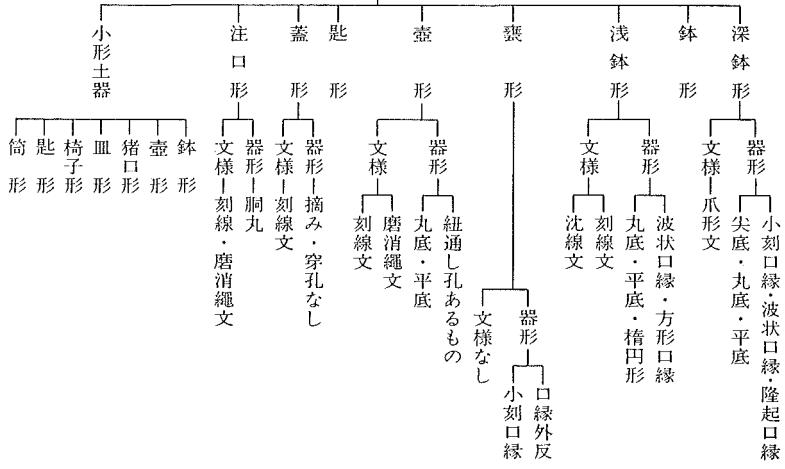 深鉢形
器形
小刻口縁・波状口縁・隆起口縁
尖底・丸底・平底
文様
爪形文
鉢形
浅鉢形
器形
波状口縁・方形口縁
丸底・平底・楕円形
文様
刻線文
沈線文
甕形
器形
口縁外反
小刻口縁
文様なし
壺形
器形
紐通し孔あるもの
丸底・平底
文様
磨消縄文
刻線文
匙形
蓋形
器形
摘み・穿孔なし
文様
刻線文
注口形
器形
胴丸
文様
刻線・磨消縄文
小形土器
鉢形
壺形
猪口形
皿形
椅子形
匙形
筒形